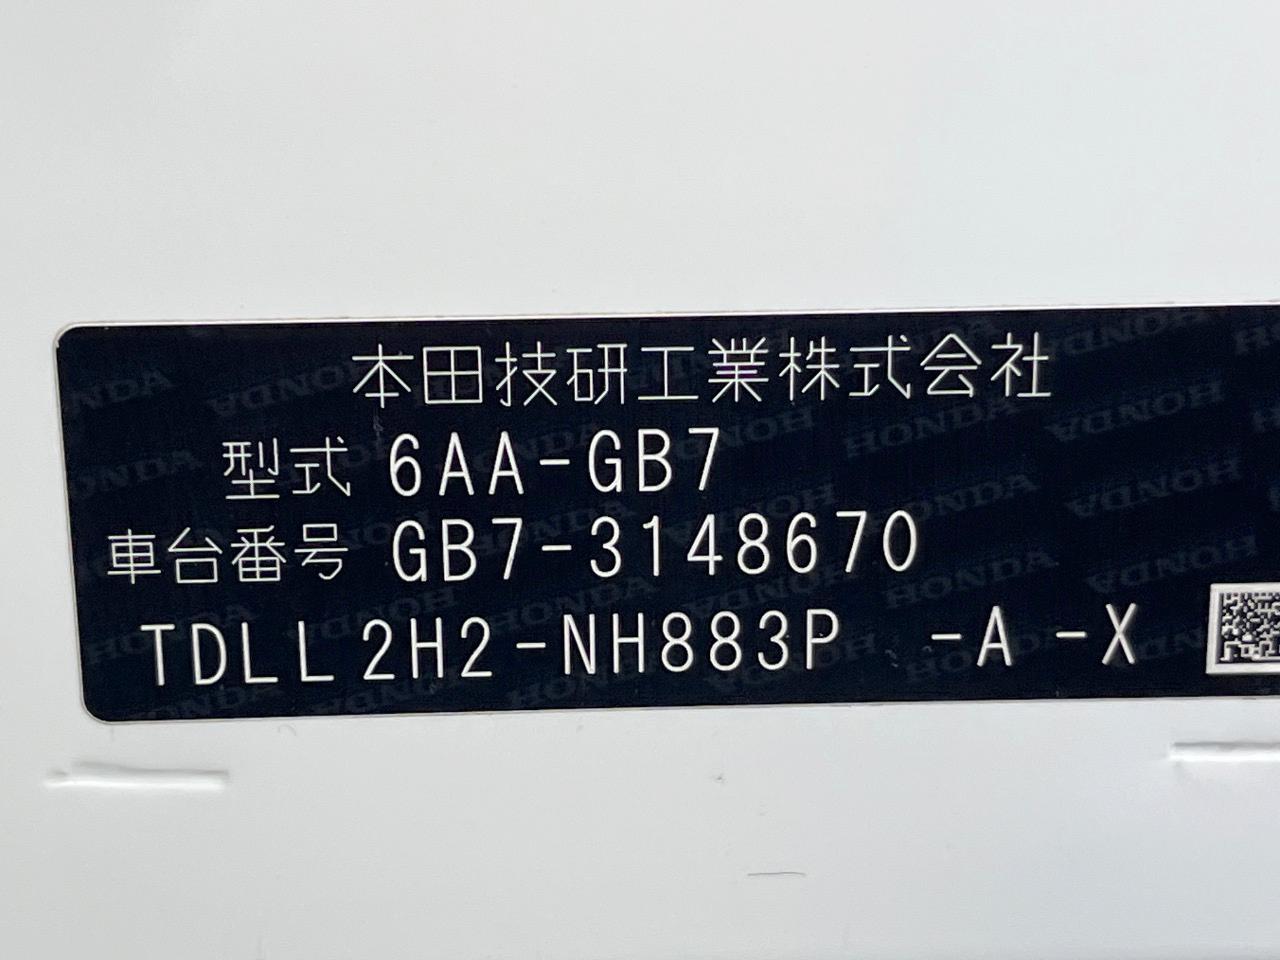 本田技研工業株式会社
型式 6AA-GB7
車台番号 GB7-3148670
TDLL2H2-NH883P -A -X